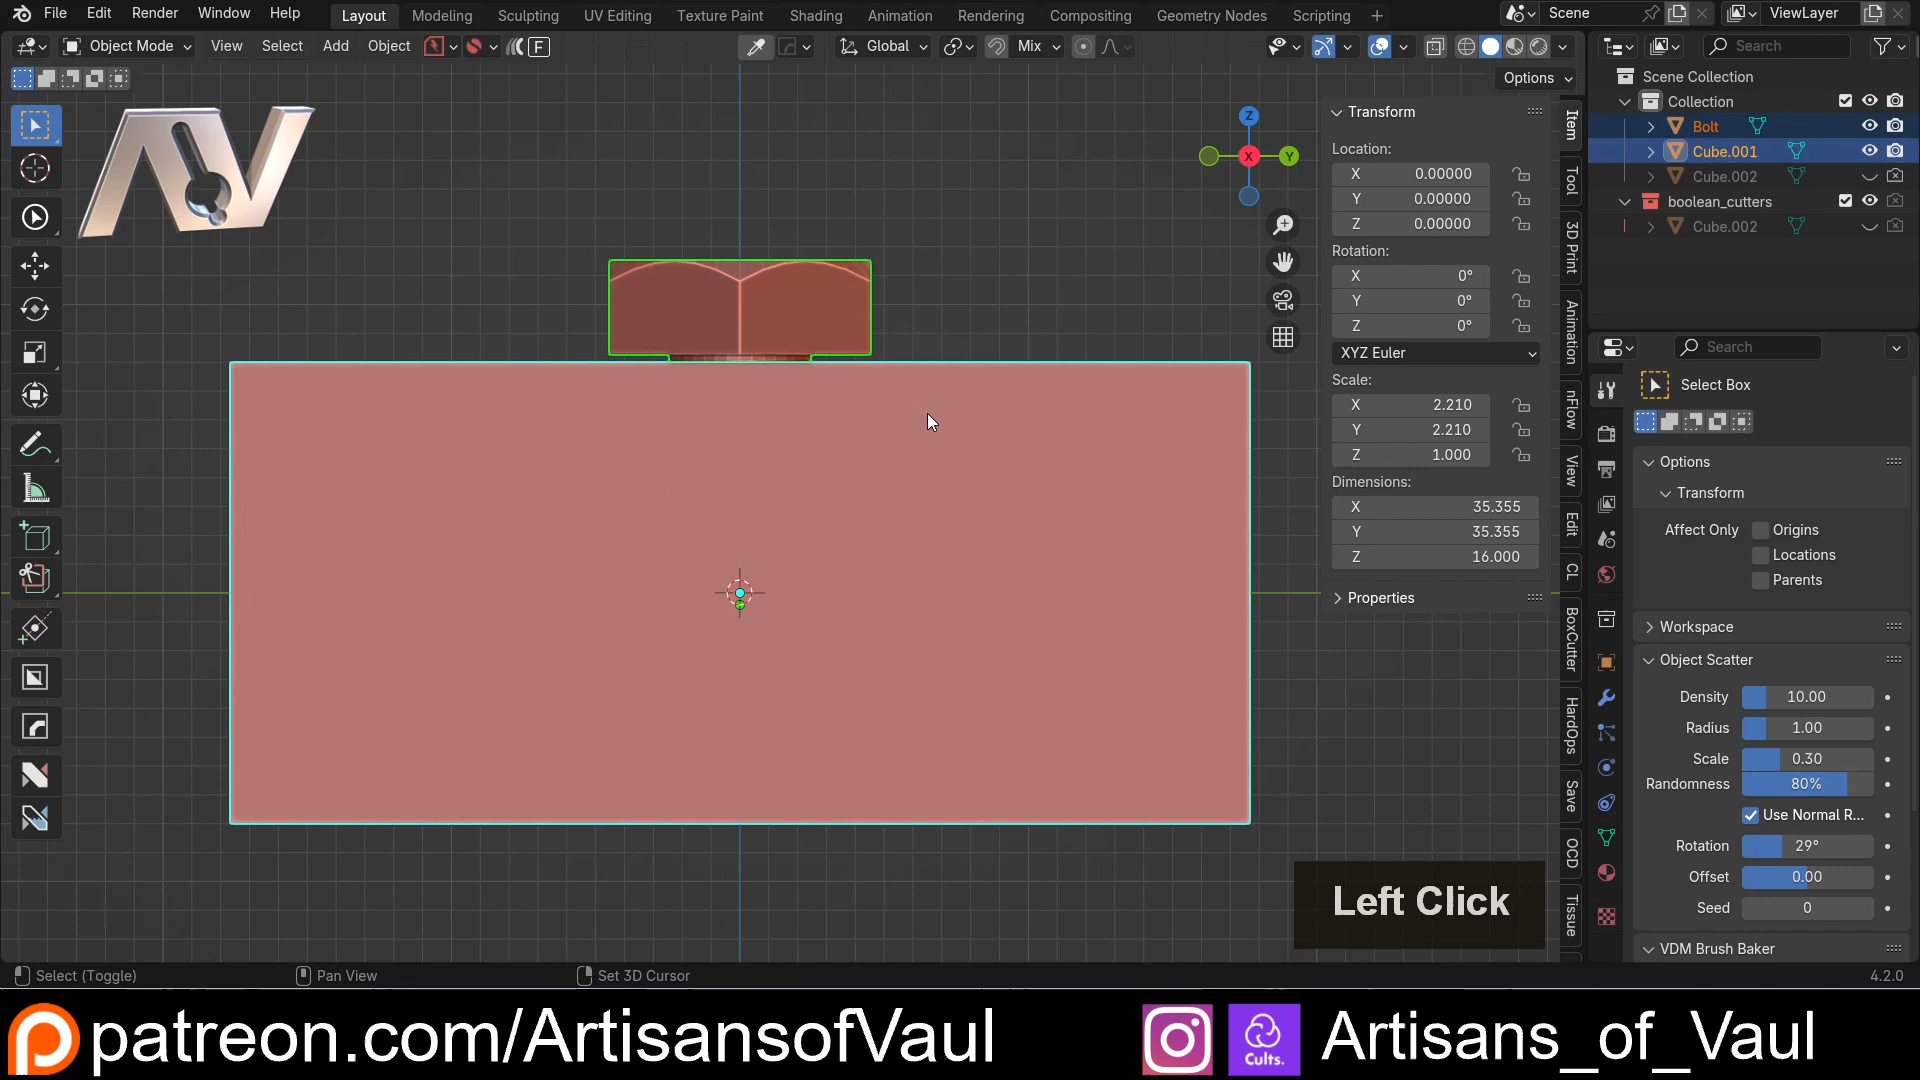 File Edit Render Window Help Layout Modeling Sculpting UV Editing Texture Paint Shading Animation Rendering Compositing Geometry Nodes Scripting + Scene ViewLayer
Object Mode View Select Add Object F Global Mix Search
Options
AV
Z
X
Y
Transform
Location:
X 0.00000
Y 0.00000
Z 0.00000
Rotation:
X 0°
Y 0°
Z 0°
XYZ Euler
Scale:
X 2.210
Y 2.210
Z 1.000
Dimensions:
X 35.355
Y 35.355
Z 16.000
Properties
Item
Tool
3D Print
Animation
nFlow
View
Edit
CL
BoxCutter
HardOps
Save
OCD
Tissue
Scene Collection
Collection
Bolt
Cube.001
Cube.002
boolean_cutters
Cube.002
Search
Select Box
Options
Transform
Affect Only Origins
Locations
Parents
Workspace
Object Scatter
Density 10.00
Radius 1.00
Scale 0.30
Randomness 80%
Use Normal R...
Rotation 29°
Offset 0.00
Seed 0
VDM Brush Baker
Left Click
Select (Toggle) Pan View Set 3D Cursor 4.2.0
patreon.com/ArtisansofVaul Cults. Artisans_of_Vaul